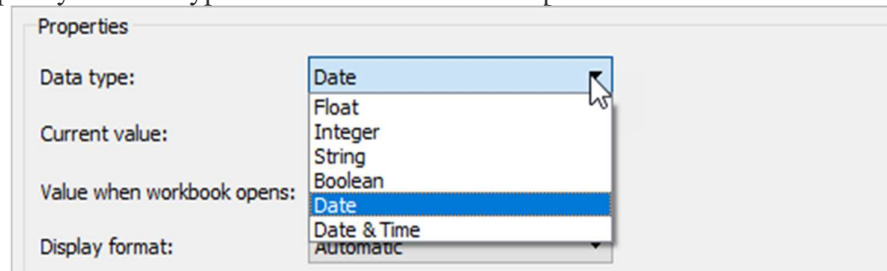 Properties
Data type: Date
Float
Integer
Current value:
String
Boolean
Value when workbook opens: Date
Date & Time
Display format: Automatic